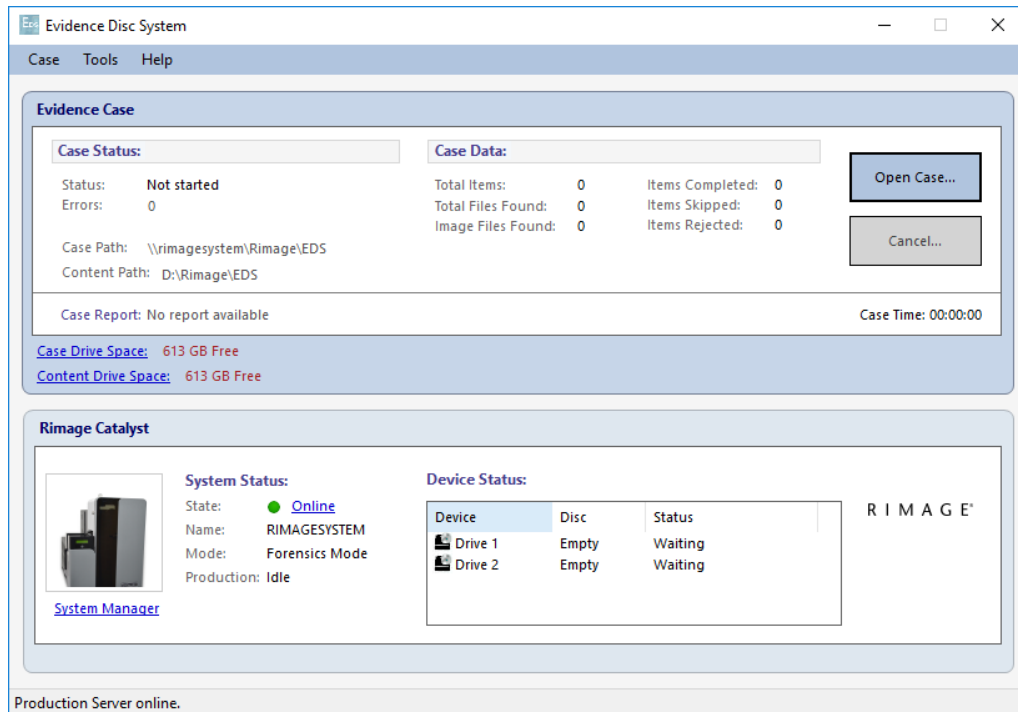 Evidence Disc System
Case Tools Help
Evidence Case
Case Status:
Status: Not started
Errors: 0
Case Path: \\rimagesystem\Rimage\EDS
Content Path: D:\Rimage\EDS
Case Data:
Total Items: 0 Items Completed: 0
Total Files Found: 0 Items Skipped: 0
Image Files Found: 0 Items Rejected: 0
Open Case...
Cancel...
Case Report: No report available
Case Time: 00:00:00
Case Drive Space: 613 GB Free
Content Drive Space: 613 GB Free
Rimage Catalyst
System Manager
System Status:
State: Online
Name: RIMAGESYSTEM
Mode: Forensics Mode
Production: Idle
Device Status:
Device Disc Status
Drive 1 Empty Waiting
Drive 2 Empty Waiting
RIMAGE®
Production Server online.